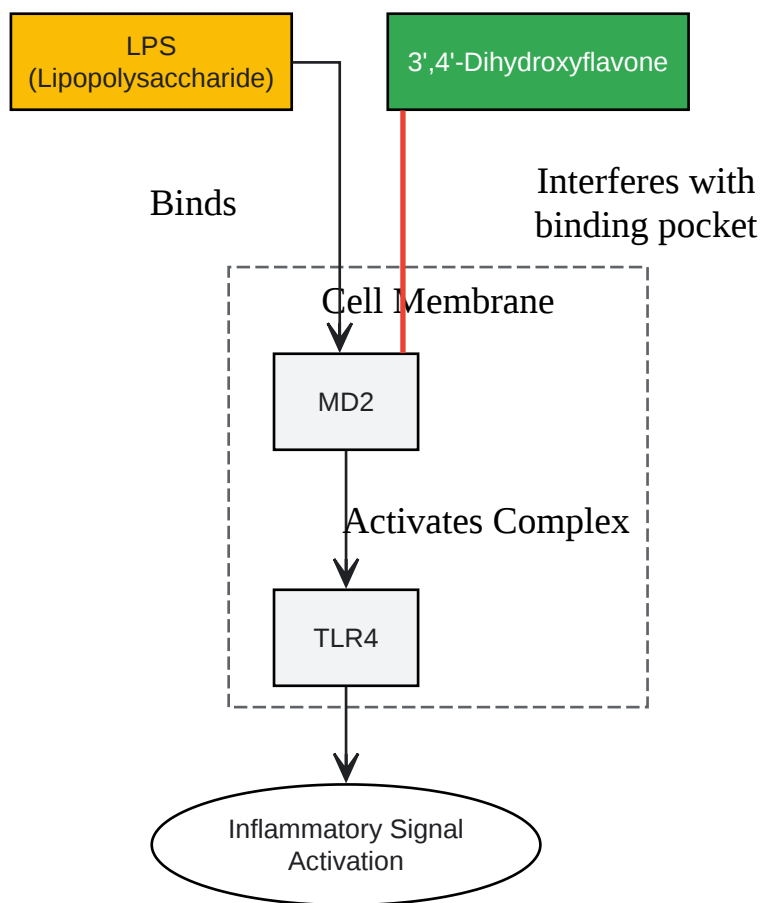 LPS
(Lipopolysaccharide)
3',4'-Dihydroxyflavone
Binds
Interferes with
binding pocket
Cell Membrane
MD2
Activates Complex
TLR4
Inflammatory Signal
Activation